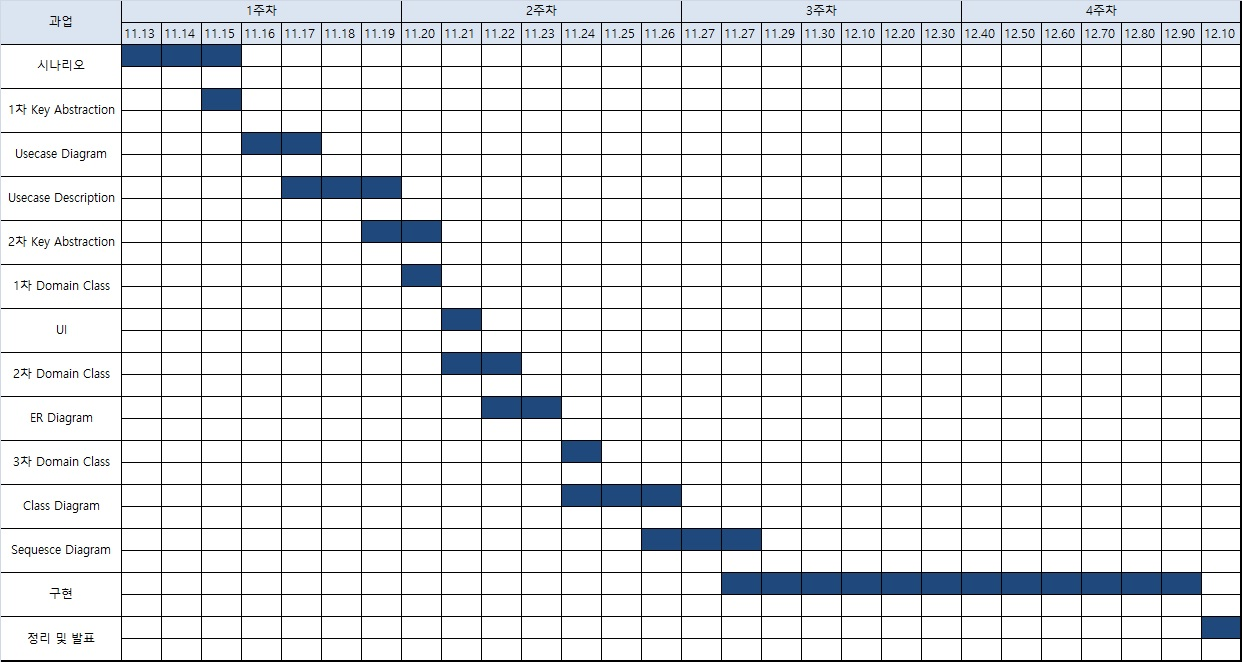 과업 1주차 2주차 3주차 4주차
11.13 11.14 11.15 11.16 11.17 11.18 11.19 11.20 11.21 11.22 11.23 11.24 11.25 11.26 11.27 11.27 11.29 11.30 12.10 12.20 12.30 12.40 12.50 12.60 12.70 12.80 12.90 12.10
시나리오
1차 Key Abstraction
Usecase Diagram
Usecase Description
2차 Key Abstraction
1차 Domain Class
UI
2차 Domain Class
ER Diagram
3차 Domain Class
Class Diagram
Sequesce Diagram
구현
정리 및 발표